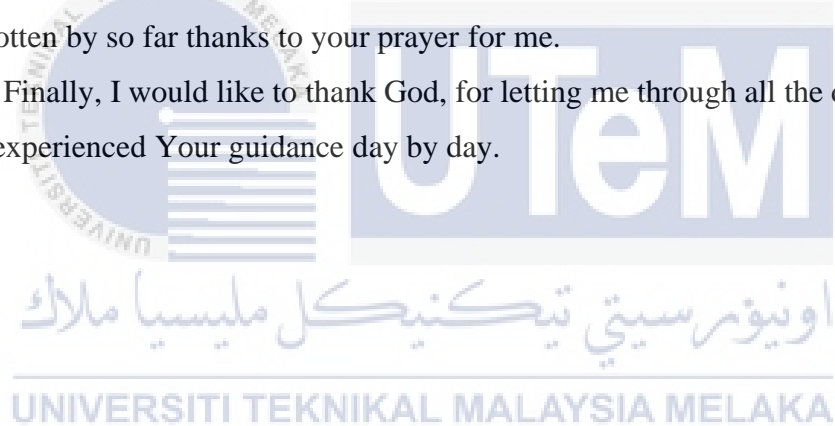 otten by so far thanks to your prayer for me.
Finally, I would like to thank God, for letting me through all the
experienced Your guidance day by day.
UTeM
اونيۏرسيتي تيكنيكل مليسيا ملاك
UNIVERSITI TEKNIKAL MALAYSIA MELAKA